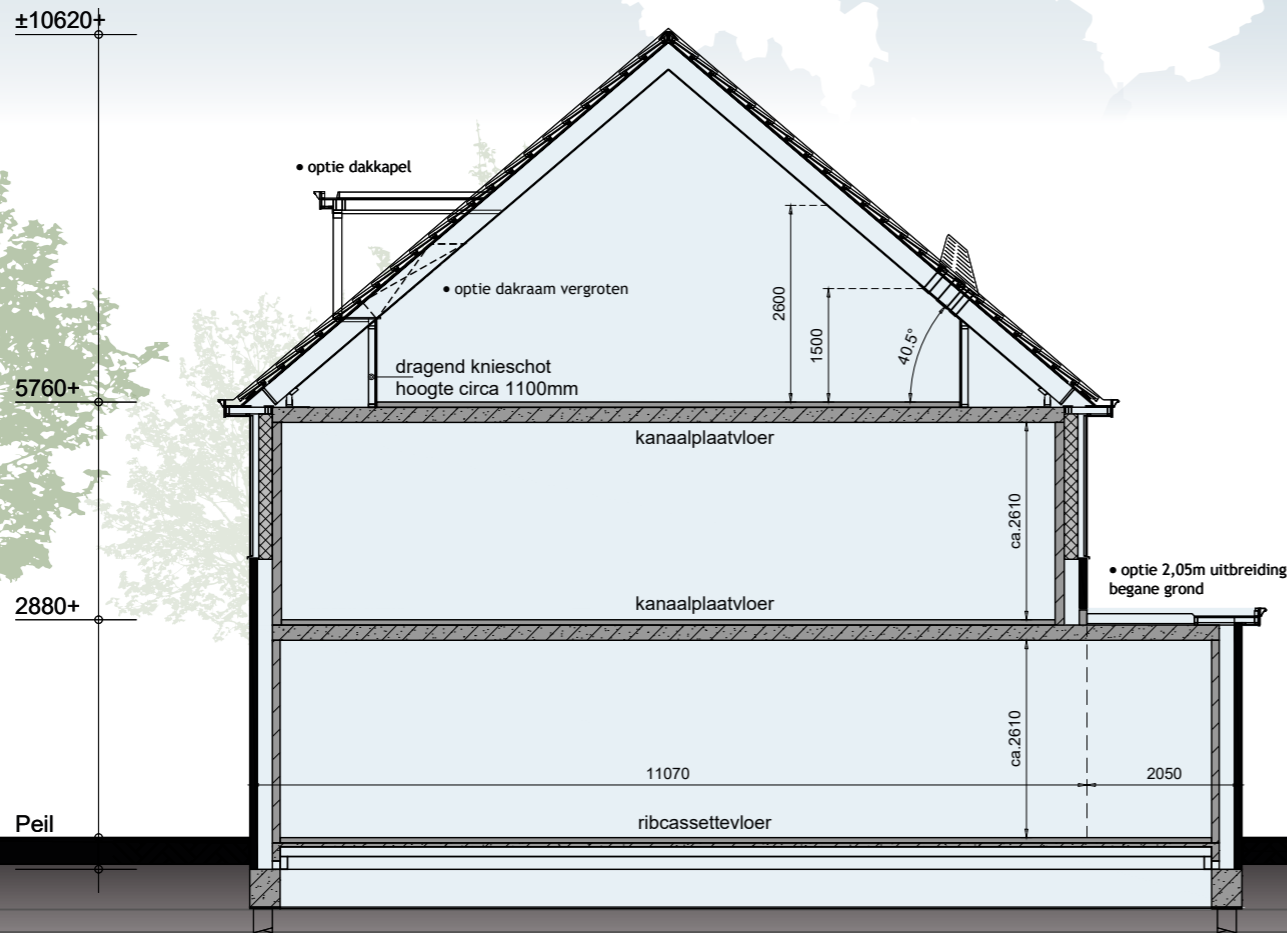 ±10620+
• optie dakkapel
• optie dakraam vergroten
2600
1500
40.5°
dragend knieschot
hoogte circa 1100mm
5760+
kanaalplaatvloer
ca.2610
• optie 2,05m uitbreiding
begane grond
kanaalplaatvloer
2880+
ca.2610
11070
2050
ribcassettevloer
Peil